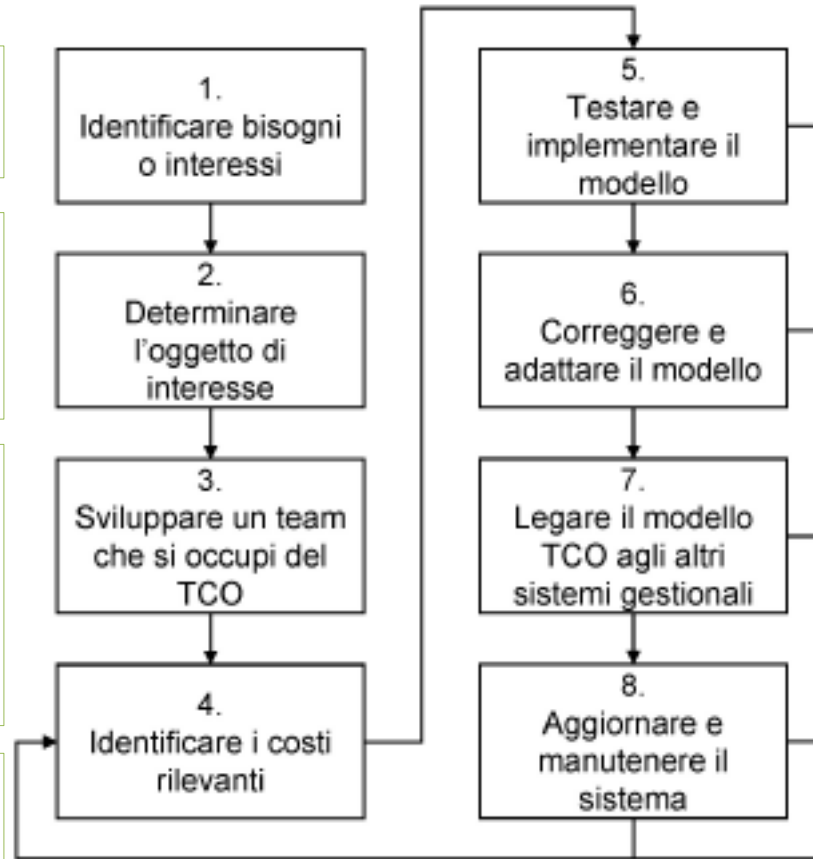 1.
Identificare bisogni
o interessi
2.
Determinare
l'oggetto di
interesse
3.
Sviluppare un team
che si occupi del
TCO
4.
Identificare i costi
rilevanti
5.
Testare e
implementare il
modello
6.
Correggere e
adattare il modello
7.
Legare il modello
TCO agli altri
sistemi gestionali
8.
Aggiornare e
manutenere il
sistema